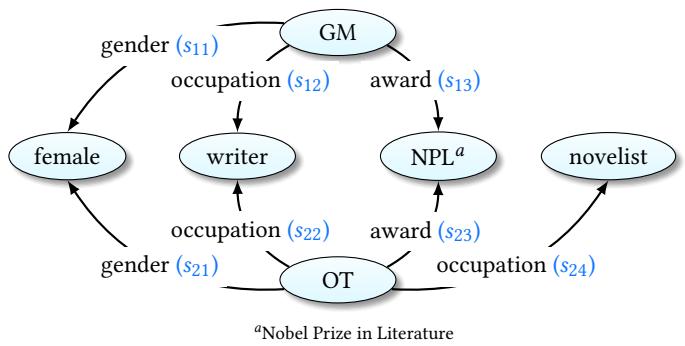 GM
gender (s11)
occupation (s12) award (s13)
female writer NPLa novelist
occupation (s22) award (s23)
gender (s21) occupation (s24)
OT
aNobel Prize in Literature